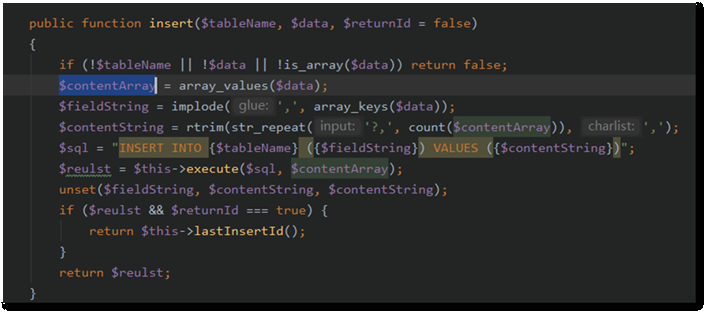 public function insert($tableName, $data, $returnId = false)
{
if (!$tableName || !$data || !is_array($data)) return false;
$contentArray = array_values($data);
$fieldString = implode( glue: ',', array_keys($data));
$contentString = rtrim(str_repeat( input: '?,', count($contentArray)), charlist: ',');
$sql = "INSERT INTO {$tableName} ({$fieldString}) VALUES ({$contentString})";
$reulst = $this->execute($sql, $contentArray);
unset($fieldString, $contentString, $contentString);
if ($reulst && $returnId === true) {
return $this->lastInsertId();
}
return $reulst;
}